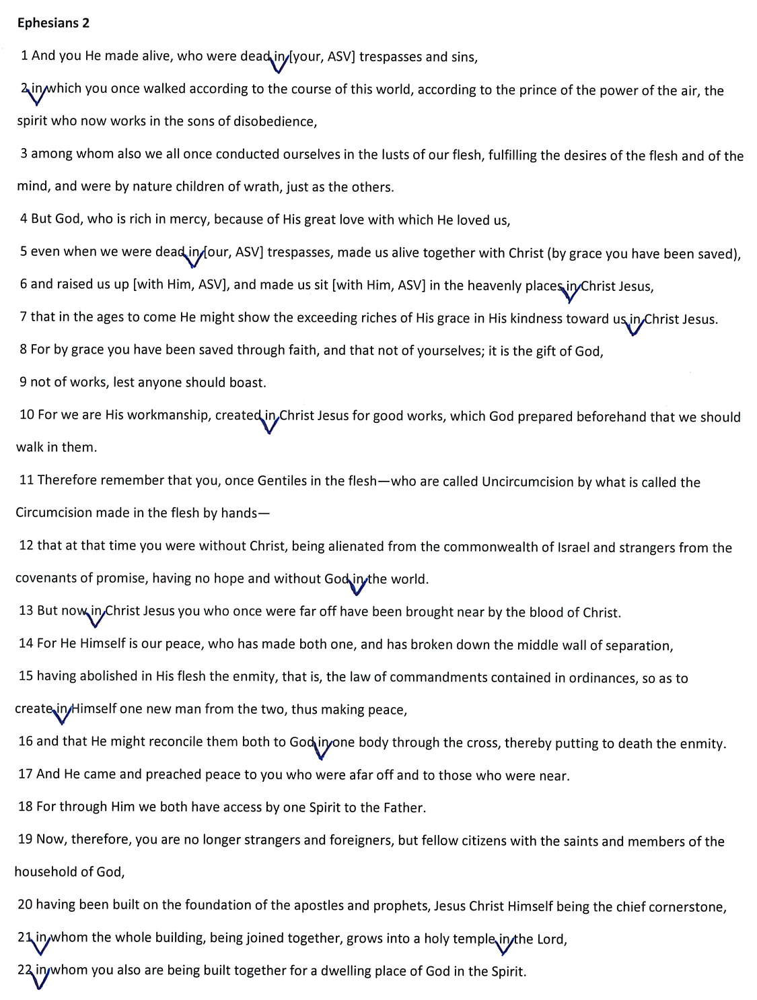 Ephesians 2
1 And you He made alive, who were dead in [your, ASV] trespasses and sins,
2 in which you once walked according to the course of this world, according to the prince of the power of the air, the
spirit who now works in the sons of disobedience,
3 among whom also we all once conducted ourselves in the lusts of our flesh, fulfilling the desires of the flesh and of the
mind, and were by nature children of wrath, just as the others.
4 But God, who is rich in mercy, because of His great love with which He loved us,
5 even when we were dead in [our, ASV] trespasses, made us alive together with Christ (by grace you have been saved),
6 and raised us up [with Him, ASV], and made us sit [with Him, ASV] in the heavenly places in Christ Jesus,
7 that in the ages to come He might show the exceeding riches of His grace in His kindness toward us in Christ Jesus.
8 For by grace you have been saved through faith, and that not of yourselves; it is the gift of God,
9 not of works, lest anyone should boast.
10 For we are His workmanship, created in Christ Jesus for good works, which God prepared beforehand that we should
walk in them.
11 Therefore remember that you, once Gentiles in the flesh—who are called Uncircumcision by what is called the
Circumcision made in the flesh by hands—
12 that at that time you were without Christ, being alienated from the commonwealth of Israel and strangers from the
covenants of promise, having no hope and without God in the world.
13 But now in Christ Jesus you who once were far off have been brought near by the blood of Christ.
14 For He Himself is our peace, who has made both one, and has broken down the middle wall of separation,
15 having abolished in His flesh the enmity, that is, the law of commandments contained in ordinances, so as to
create in Himself one new man from the two, thus making peace,
16 and that He might reconcile them both to God in one body through the cross, thereby putting to death the enmity.
17 And He came and preached peace to you who were afar off and to those who were near.
18 For through Him we both have access by one Spirit to the Father.
19 Now, therefore, you are no longer strangers and foreigners, but fellow citizens with the saints and members of the
household of God,
20 having been built on the foundation of the apostles and prophets, Jesus Christ Himself being the chief cornerstone,
21 in whom the whole building, being joined together, grows into a holy temple in the Lord,
22 in whom you also are being built together for a dwelling place of God in the Spirit.